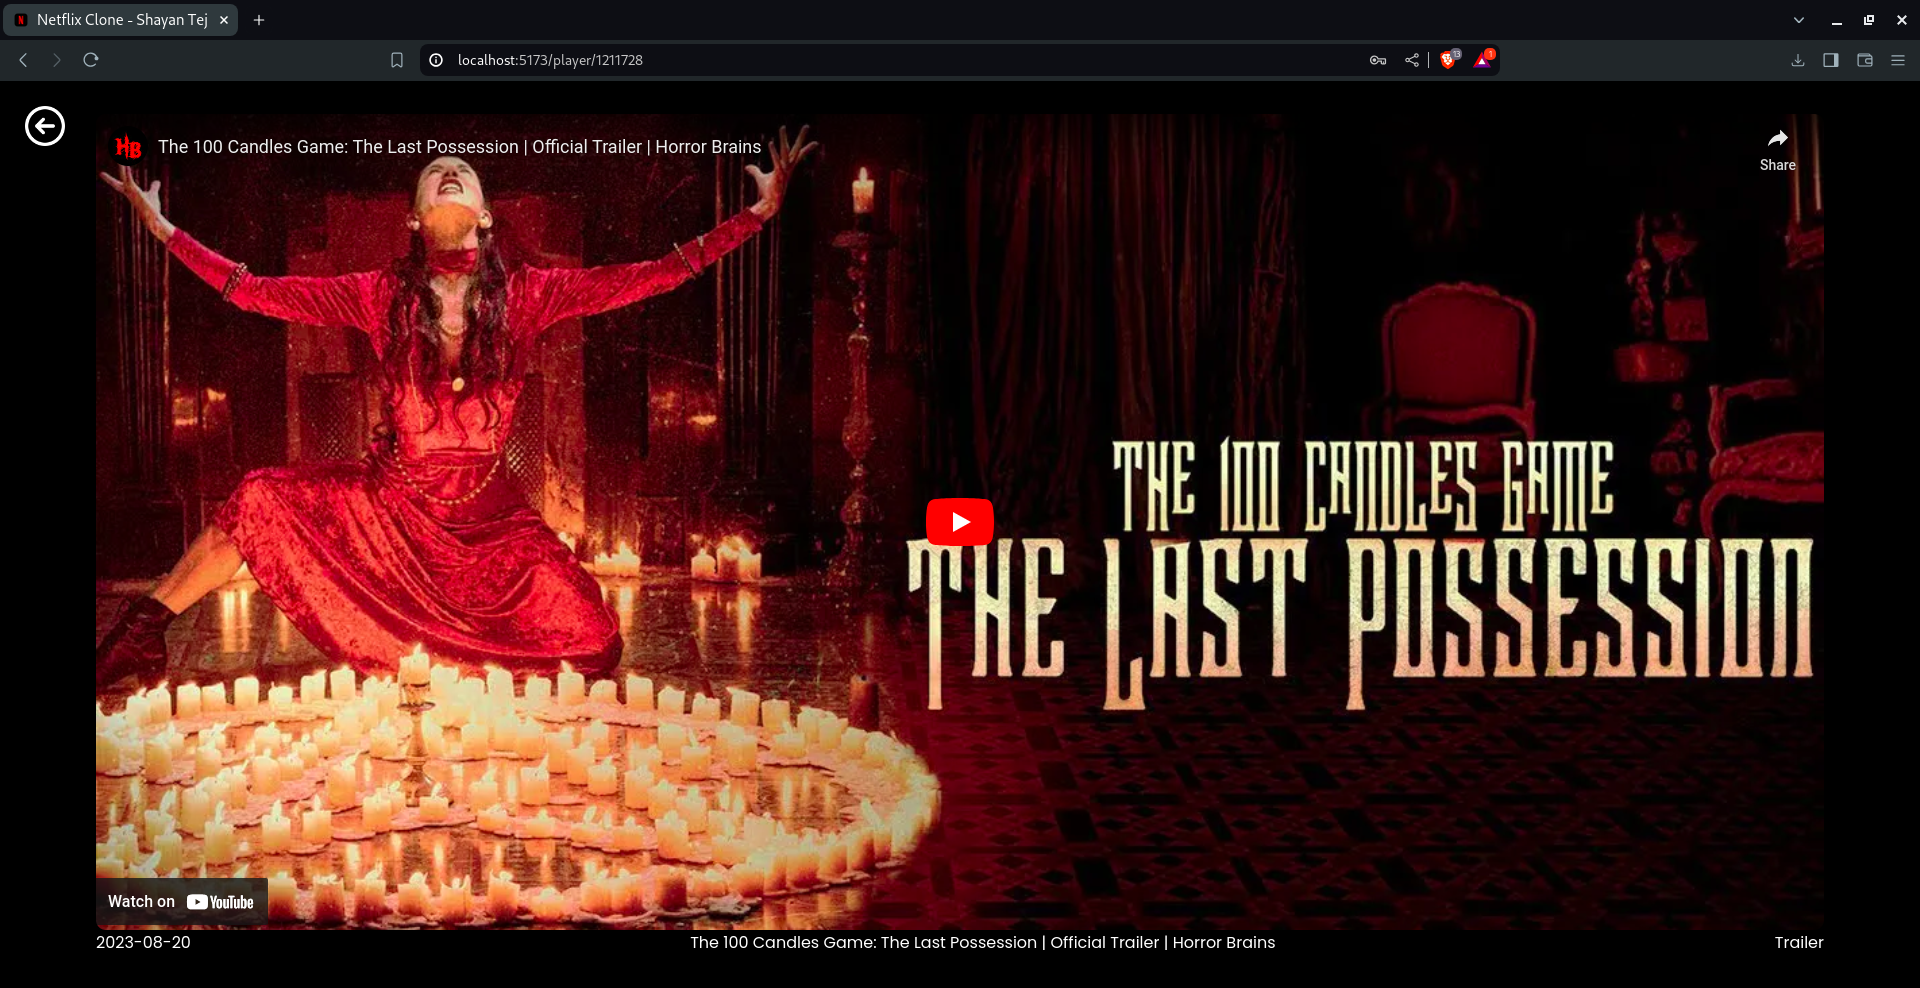 Netflix Clone - Shayan Tej
localhost:5173/player/1211728
13
1
HB
The 100 Candles Game: The Last Possession | Official Trailer | Horror Brains
Share
THE 100 CANDLES GAME
THE LAST POSSESSION
Watch on YouTube
2023-08-20
The 100 Candles Game: The Last Possession | Official Trailer | Horror Brains
Trailer